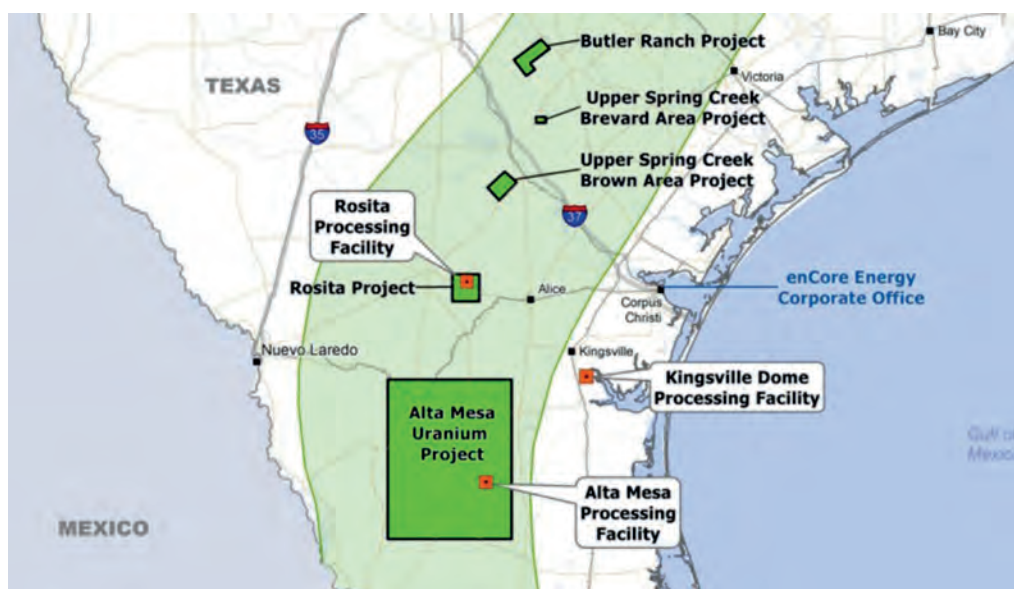 Butler Ranch Project
Bay City
TEXAS
Victoria
Upper Spring Creek
Brevard Area Project
35
Upper Spring Creek
Brown Area Project
Rosita
Processing
Facility
37
Rosita Project
Alice
enCore Energy
Corporate Office
Corpus
Christi
Nuevo Laredo
Kingsville
Kingsville Dome
Processing Facility
Alta Mesa
Uranium
Project
Gulf of
Mexico
Alta Mesa
Processing
Facility
MEXICO